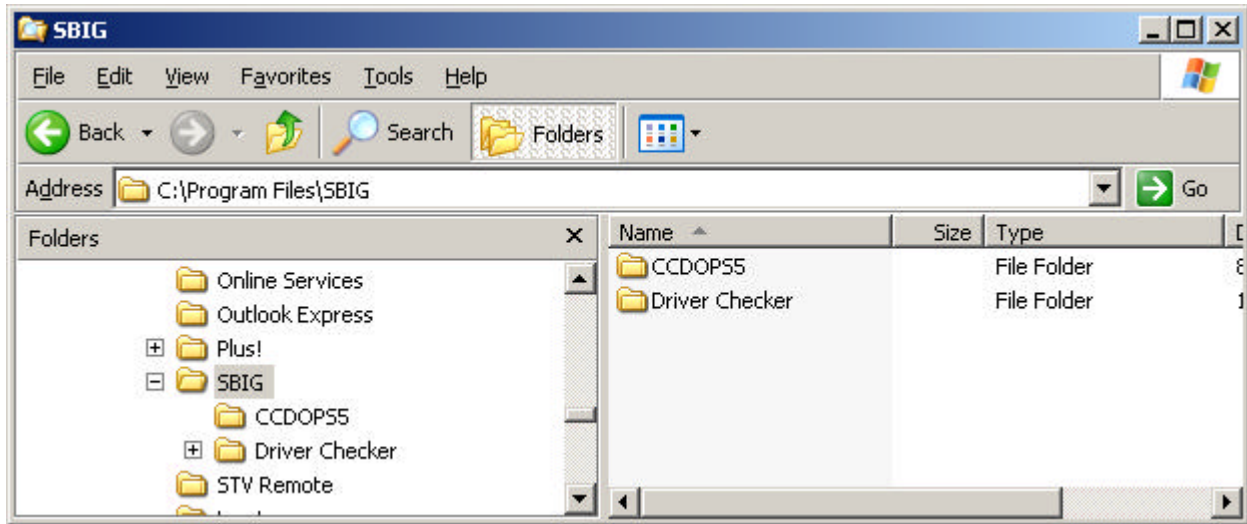 SBIG
File Edit View Favorites Tools Help
Back Search Folders
Address C:\Program Files\SBIG Go
Folders
Online Services
Outlook Express
Plus!
SBIG
CCDOPS5
Driver Checker
STV Remote
Name Size Type
CCDOPS5 File Folder
Driver Checker File Folder